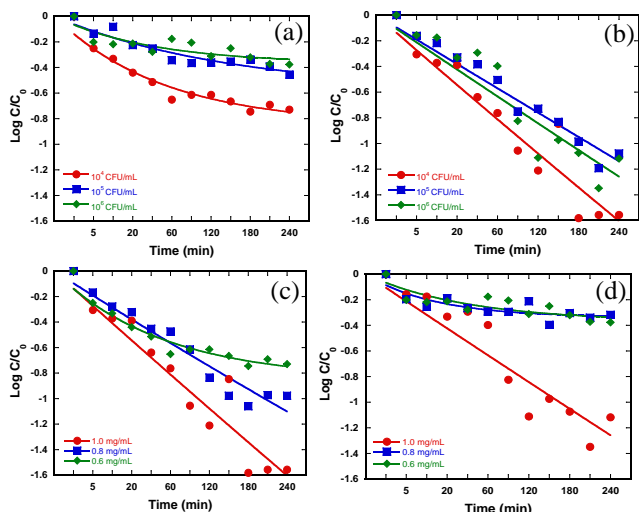 (a)
Log C/C0
0
-0.2
-0.4
-0.6
-0.8
-1
-1.2
-1.4
-1.6
10^4 CFU/mL
10^5 CFU/mL
10^6 CFU/mL
5 20 60 120 180 240
Time (min)
(b)
Log C/C0
0
-0.2
-0.4
-0.6
-0.8
-1
-1.2
-1.4
-1.6
10^4 CFU/mL
10^5 CFU/mL
10^6 CFU/mL
5 20 60 120 180 240
Time (min)
(c)
Log C/C0
0
-0.2
-0.4
-0.6
-0.8
-1
-1.2
-1.4
-1.6
1.0 mg/mL
0.8 mg/mL
0.6 mg/mL
5 20 60 120 180 240
Time (min)
(d)
Log C/C0
0
-0.2
-0.4
-0.6
-0.8
-1
-1.2
-1.4
-1.6
1.0 mg/mL
0.8 mg/mL
0.6 mg/mL
5 20 60 120 180 240
Time (min)